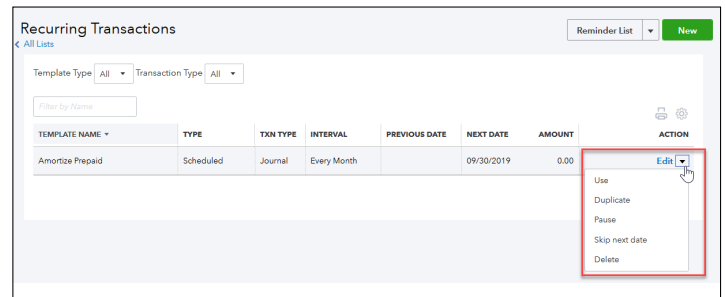 Recurring Transactions
All Lists
Reminder List
New
Template Type All Transaction Type All
Filter by Name
TEMPLATE NAME TYPE TXN TYPE INTERVAL PREVIOUS DATE NEXT DATE AMOUNT ACTION
Amortize Prepaid Scheduled Journal Every Month 09/30/2019 0.00 Edit
Use
Duplicate
Pause
Skip next date
Delete